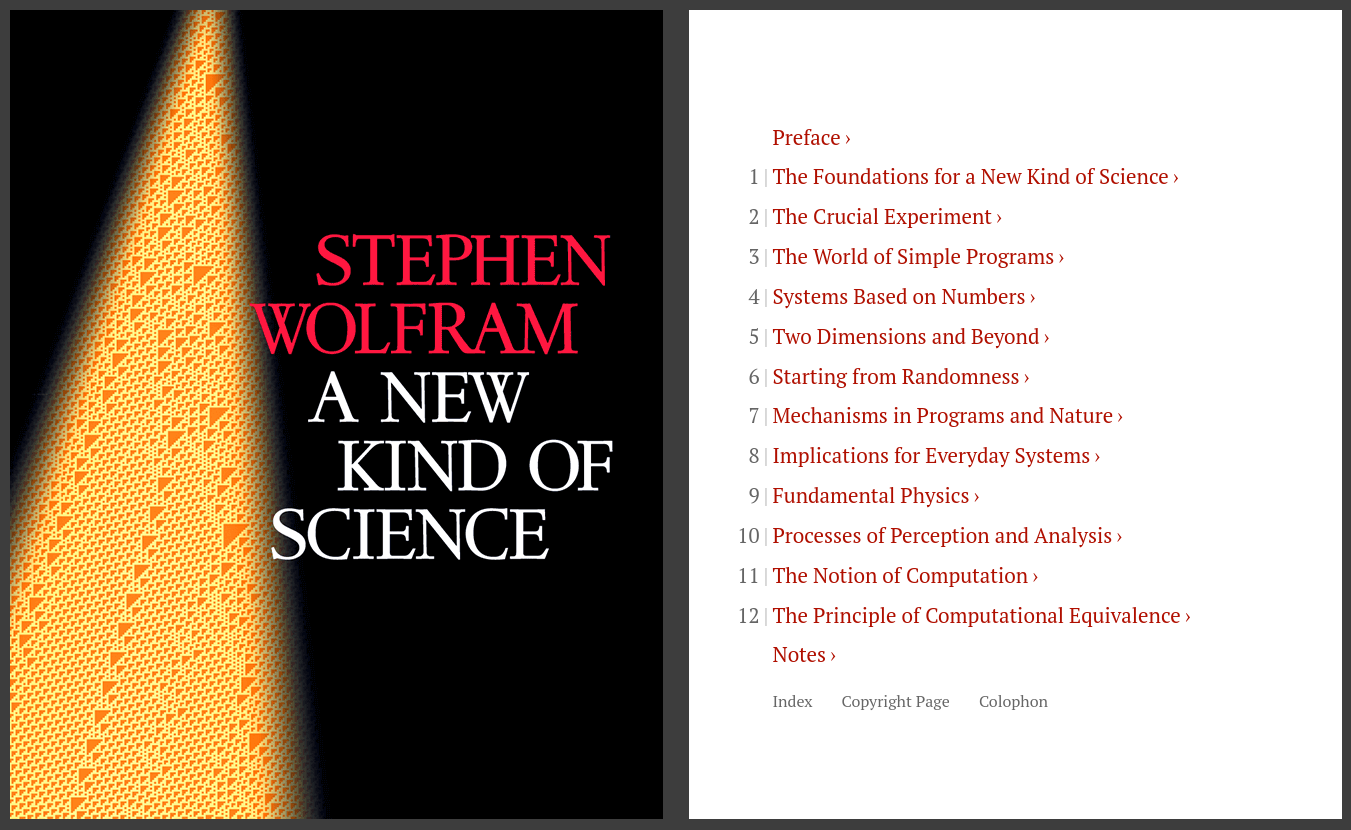 STEPHEN
WOLFRAM
A NEW
KIND OF
SCIENCE
Preface ›
1 | The Foundations for a New Kind of Science ›
2 | The Crucial Experiment ›
3 | The World of Simple Programs ›
4 | Systems Based on Numbers ›
5 | Two Dimensions and Beyond ›
6 | Starting from Randomness ›
7 | Mechanisms in Programs and Nature ›
8 | Implications for Everyday Systems ›
9 | Fundamental Physics ›
10 | Processes of Perception and Analysis ›
11 | The Notion of Computation ›
12 | The Principle of Computational Equivalence ›
Notes ›
Index Copyright Page Colophon